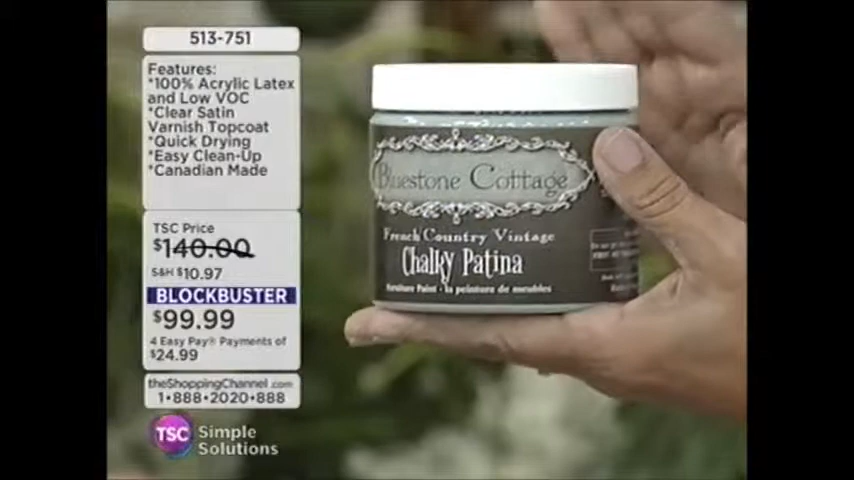 513-751
Features:
*100% Acrylic Latex
and Low VOC
*Clear Satin
Varnish Topcoat
*Quick Drying
*Easy Clean-Up
*Canadian Made
TSC Price
$140.00
S&H $10.97
BLOCKBUSTER
$99.99
4 Easy Pay® Payments of
$24.99
theShoppingChannel.com
1•888•2020•888
TSC Simple
Solutions
Bluestone Cottage
French Country Vintage
Chalky Patina
Furniture Paint - la peinture de meubles